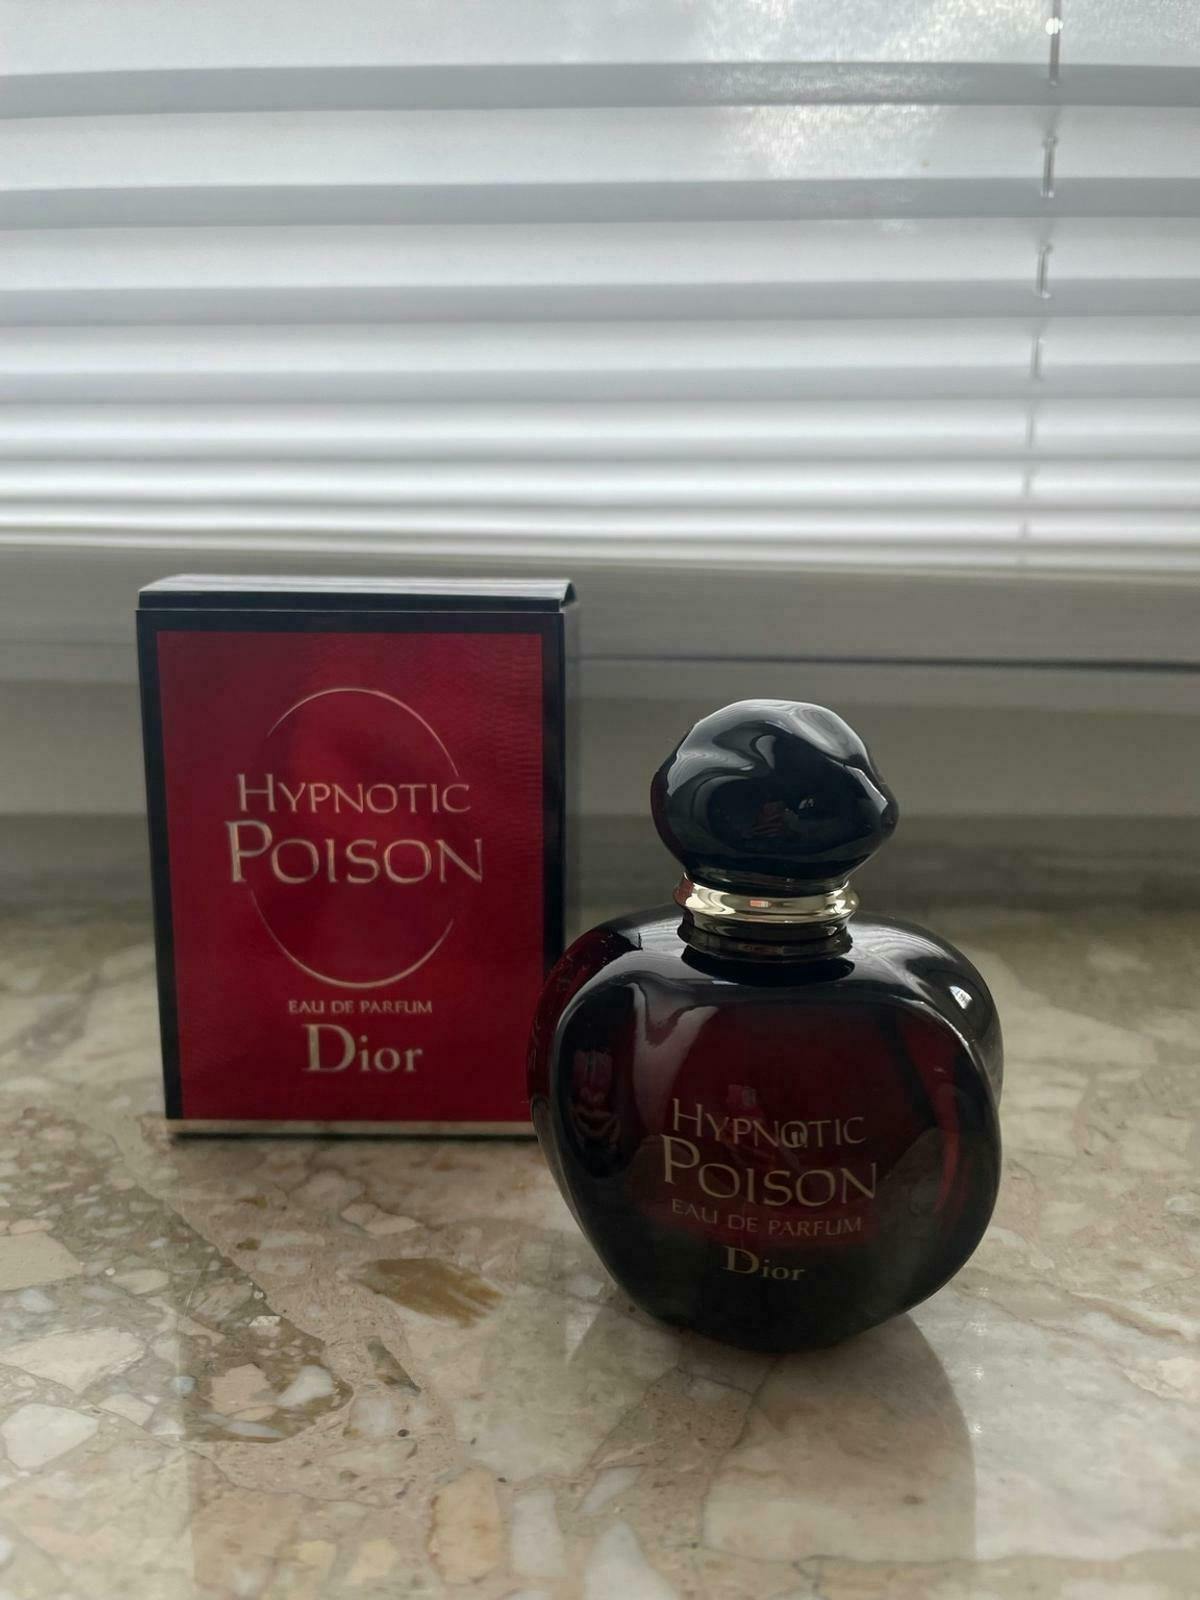 HYPNOTIC
POISON
EAU DE PARFUM
Dior
HYPNOTIC
POISON
EAU DE PARFUM
Dior